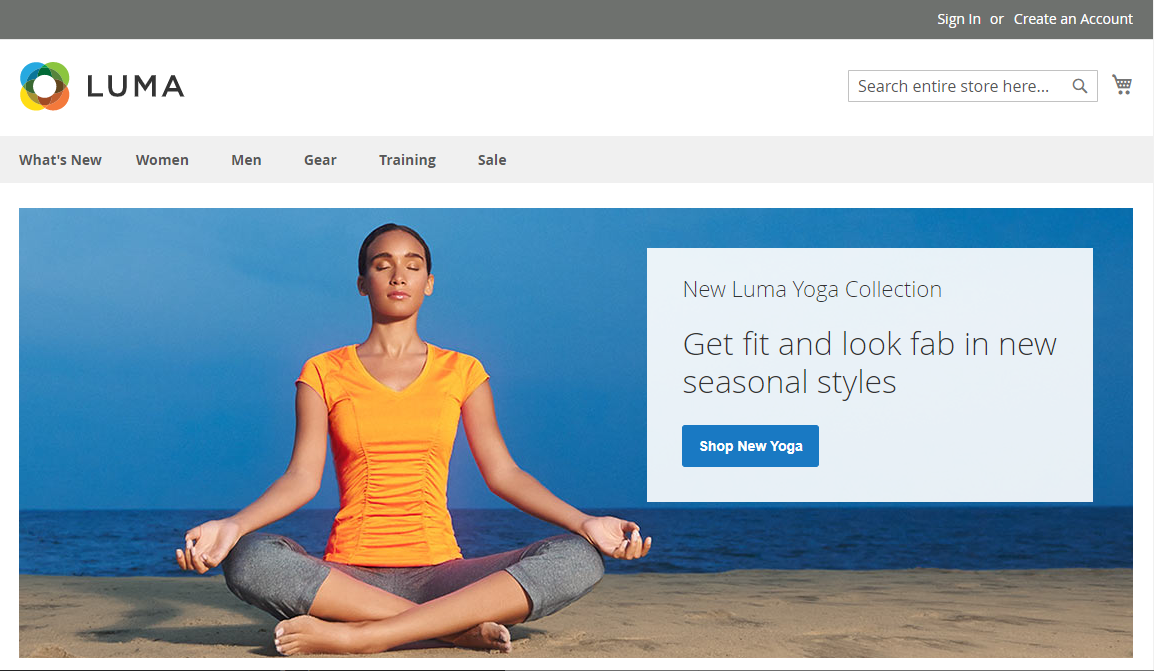 Sign In or Create an Account
LUMA
Search entire store here...
What's New Women Men Gear Training Sale
New Luma Yoga Collection
Get fit and look fab in new
seasonal styles
Shop New Yoga